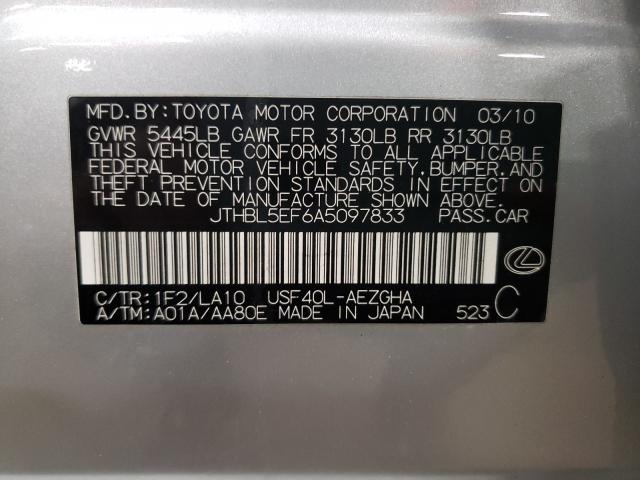 MFD.BY:TOYOTA MOTOR CORPORATION 03/10
GVWR 5445LB GAWR FR 3130LB RR 3130LB
THIS VEHICLE CONFORMS TO ALL APPLICABLE
FEDERAL MOTOR VEHICLE SAFETY,BUMPER,AND
THEFT PREVENTION STANDARDS IN EFFECT ON
THE DATE OF MANUFACTURE SHOWN ABOVE.
JTHBL5EF6A5097833 PASS.CAR
C/TR:1F2/LA10 USF40L-AEZGHA
A/TM:A01A/AA80E MADE IN JAPAN 523 C